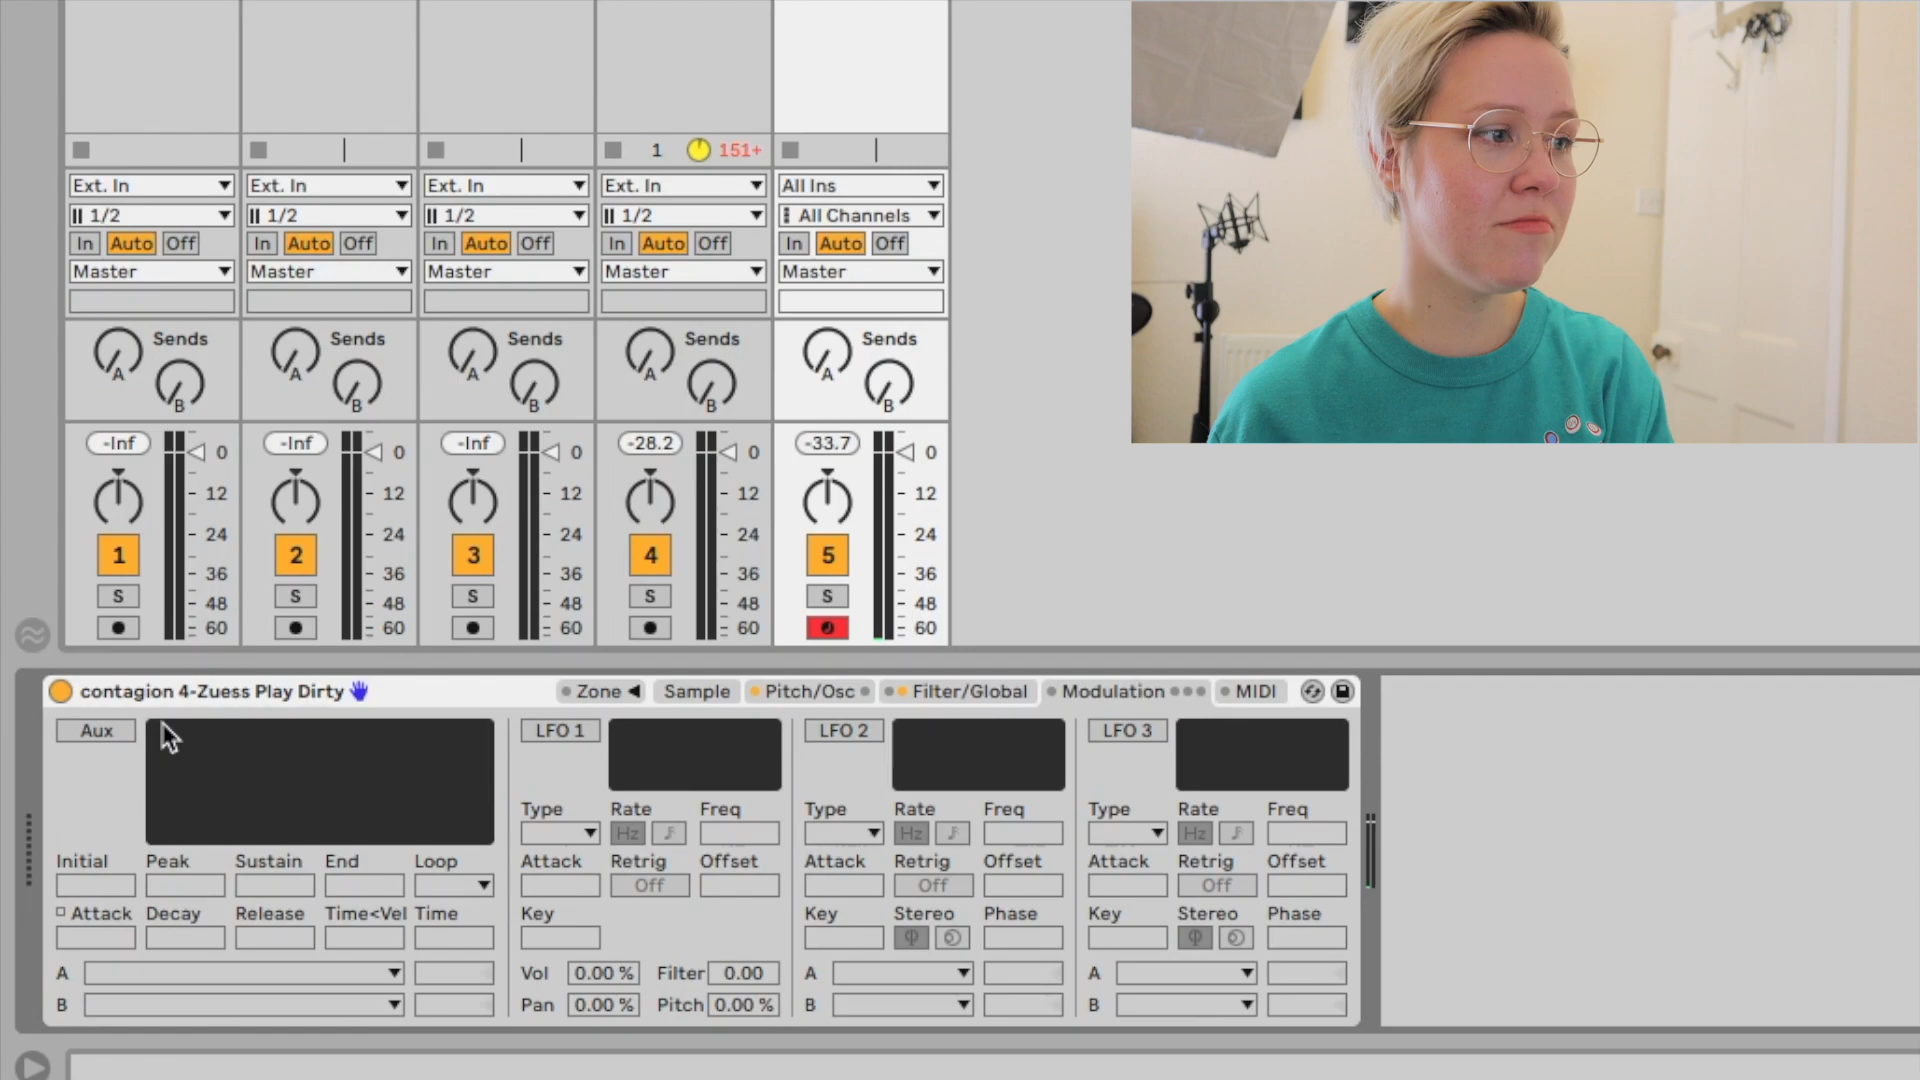 1 151+
Ext. In Ext. In Ext. In Ext. In All Ins
1/2 1/2 1/2 1/2 All Channels
In Auto Off In Auto Off In Auto Off In Auto Off In Auto Off
Master Master Master Master Master
Sends Sends Sends Sends Sends
A A A A A
B B B B B
-Inf 0 -Inf 0 -Inf 0 -28.2 0 -33.7 0
12 12 12 12 12
24 24 24 24 24
1 2 3 4 5
36 36 36 36 36
S 48 S 48 S 48 S 48 S 48
60 60 60 60 60
contagion 4-Zuess Play Dirty Zone Sample Pitch/Osc Filter/Global Modulation MIDI
Aux LFO 1 LFO 2 LFO 3
Type Rate Freq Type Rate Freq Type Rate Freq
Hz Hz Hz
Initial Peak Sustain End Loop Attack Retrig Offset Attack Retrig Offset Attack Retrig Offset
Off Off Off
Attack Decay Release Time<Vel Time Key Key Stereo Phase Key Stereo Phase
A Vol 0.00 % Filter 0.00 A A
B Pan 0.00 % Pitch 0.00 % B B